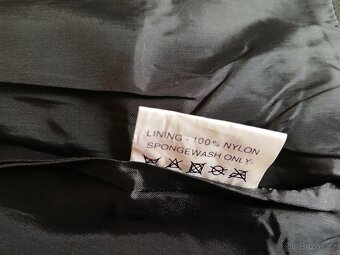 LINING - 100% NYLON
SPONGEWASH ONLY.